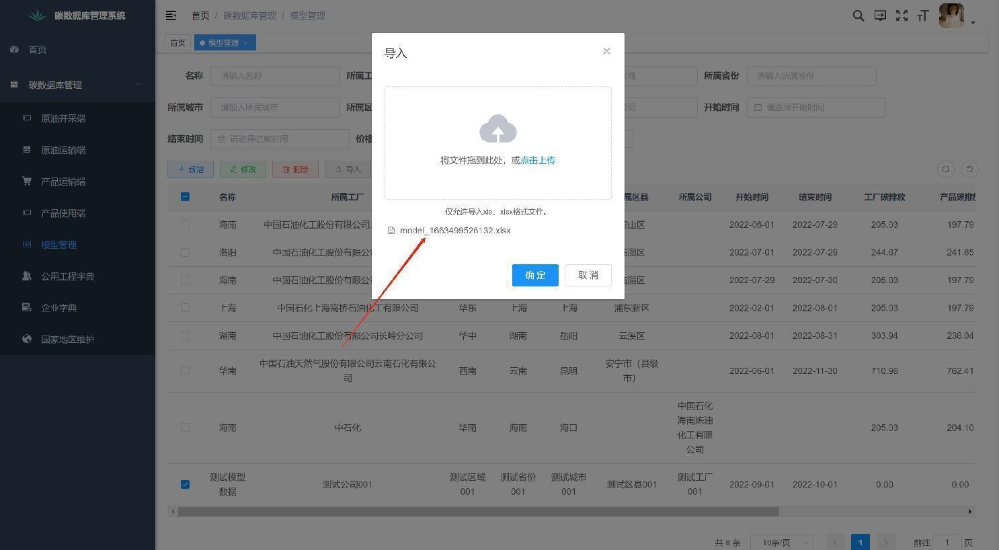 碳数据库管理系统
首页 / 碳数据库管理 / 模型管理
首页
模型管理 ×
首页
碳数据库管理
原油开采端
原油运输端
产品运输端
产品使用端
模型管理
公用工程字典
企业字典
国家地区维护
名称 请输入名称 所属工 区域 所属省份 请输入所属省份
所属城市 请输入所属城市 所属区 公司 开始时间 请选择开始时间
结束时间 请选择结束时间 价格
+ 新增 修改 删除 导入
导入
将文件拖到此处，或点击上传
仅允许导入xls、xlsx格式文件。
model_1663499526132.xlsx
确 定 取 消
名称 所属工厂 属区县 所属公司 开始时间 结束时间 工厂碳排放 产品碳排放
海南 中国石油化工股份有限公司 山区 2022-06-01 2022-07-29 205.03 197.79
洛阳 中国石油化工股份有限公 临淄区 2022-07-01 2022-07-29 244.67 241.65
海南 中国石油化工股份有限公 临淄区 2022-07-29 2022-07-30 205.03 197.79
上海 中国石化上海高桥石油化工有限公司 华东 上海 上海 浦东新区 2022-02-01 2022-08-01 205.03 197.79
湖南 中国石油化工股份有限公司长岭分公司 华中 湖南 岳阳 云溪区 2022-08-01 2022-08-31 303.94 236.04
华南 中国石油天然气股份有限公司云南石化有限公司 西南 云南 昆明 安宁市（县级市） 2022-06-01 2022-11-30 710.96 762.41
海南 中石化 华南 海南 海口 中国石化海南炼油化工有限公司 205.03 204.10
测试模型数据 测试公司001 测试区域001 测试省份001 测试城市001 测试区县001 测试工厂001 2022-09-01 2022-10-01 0.00 0.00
共 8 条 10条/页 < 1 > 前往 1 页